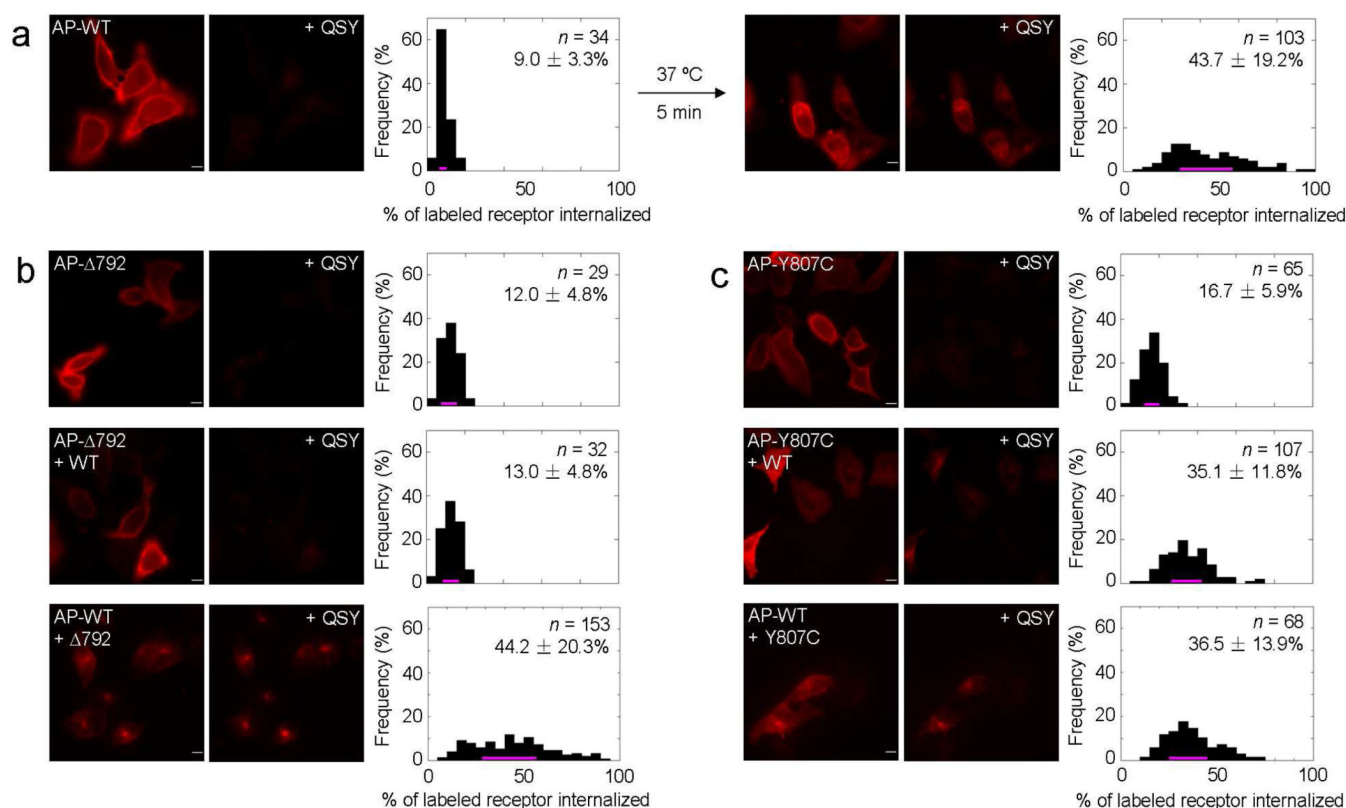 a
AP-WT
+ QSY
Frequency (%)
60
40
20
0
n = 34
9.0 ± 3.3%
0
50
100
% of labeled receptor internalized
37 ºC
5 min
+ QSY
Frequency (%)
60
40
20
0
n = 103
43.7 ± 19.2%
0
50
100
% of labeled receptor internalized
b
AP-Δ792
+ QSY
Frequency (%)
60
40
20
0
n = 29
12.0 ± 4.8%
AP-Δ792
+ WT
+ QSY
Frequency (%)
60
40
20
0
n = 32
13.0 ± 4.8%
AP-WT
+ Δ792
+ QSY
Frequency (%)
60
40
20
0
n = 153
44.2 ± 20.3%
0
50
100
% of labeled receptor internalized
c
AP-Y807C
+ QSY
Frequency (%)
60
40
20
0
n = 65
16.7 ± 5.9%
AP-Y807C
+ WT
+ QSY
Frequency (%)
60
40
20
0
n = 107
35.1 ± 11.8%
AP-WT
+ Y807C
+ QSY
Frequency (%)
60
40
20
0
n = 68
36.5 ± 13.9%
0
50
100
% of labeled receptor internalized